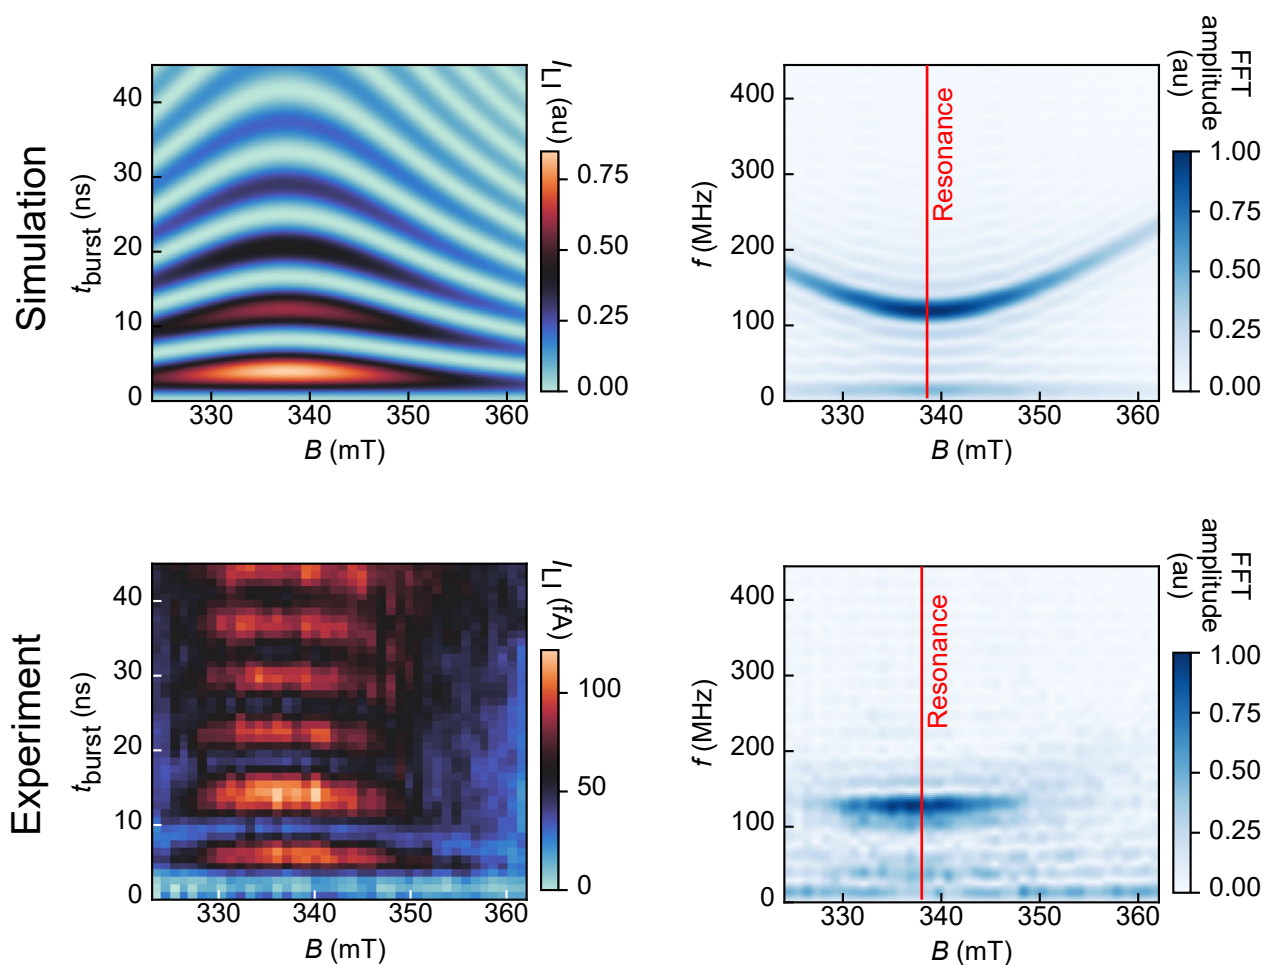 Simulation
t_burst (ns)
40
30
20
10
0
330
340
350
360
B (mT)
I_LI (au)
0.75
0.50
0.25
0.00
f (MHz)
400
300
200
100
0
Resonance
330
340
350
360
B (mT)
FFT
amplitude
(au)
1.00
0.75
0.50
0.25
0.00
Experiment
t_burst (ns)
40
30
20
10
0
330
340
350
360
B (mT)
I_LI (fA)
100
50
0
f (MHz)
400
300
200
100
0
Resonance
330
340
350
360
B (mT)
FFT
amplitude
(au)
1.00
0.75
0.50
0.25
0.00